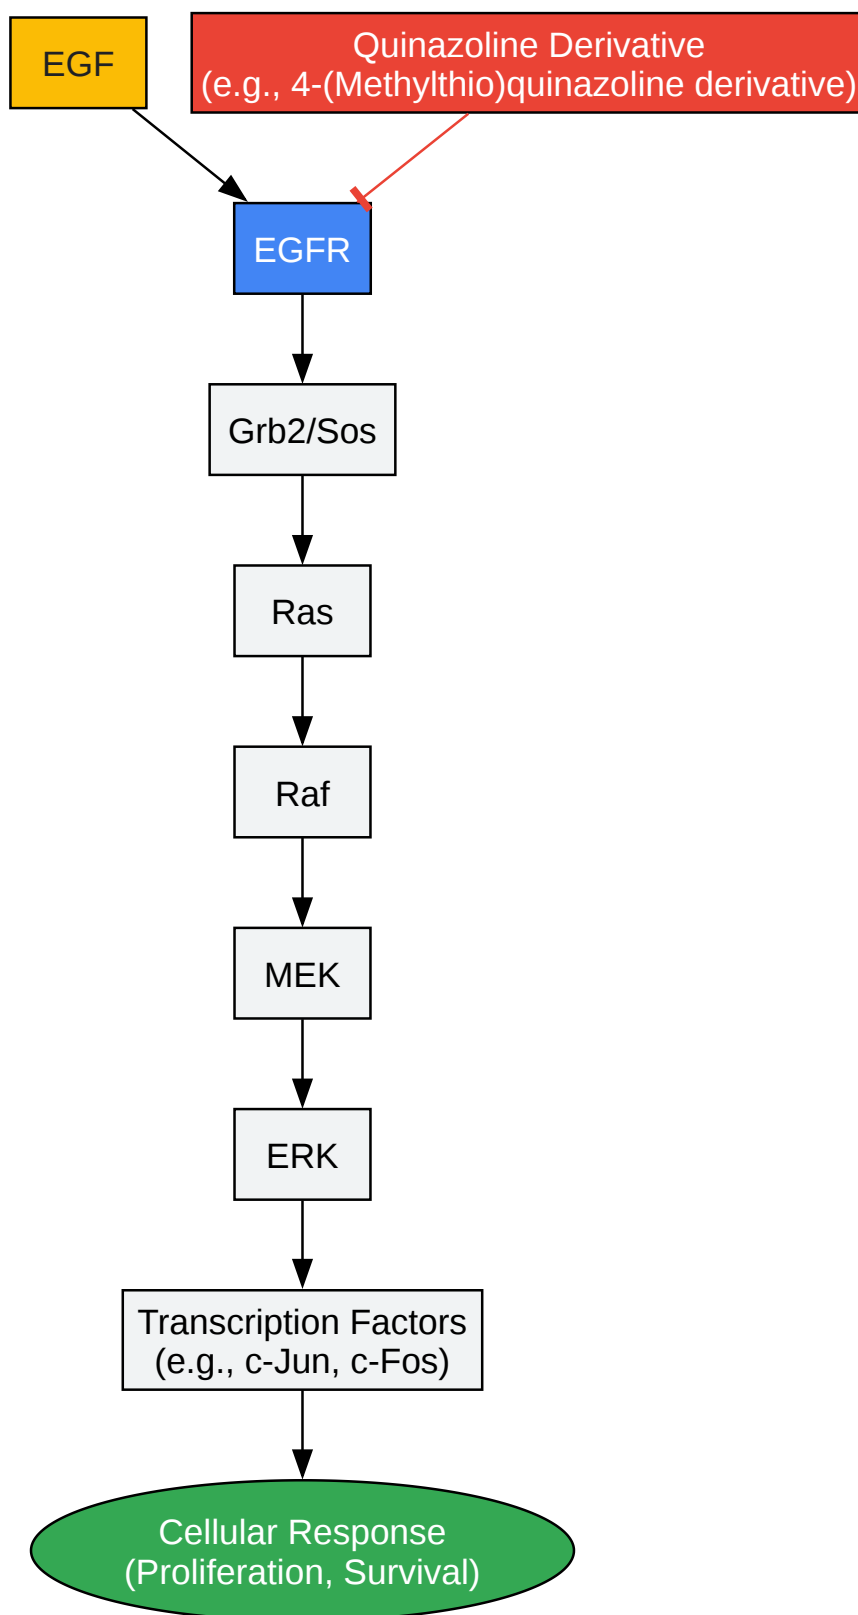 EGF
Quinazoline Derivative
(e.g., 4-(Methylthio)quinazoline derivative)
EGFR
Grb2/Sos
Ras
Raf
MEK
ERK
Transcription Factors
(e.g., c-Jun, c-Fos)
Cellular Response
(Proliferation, Survival)